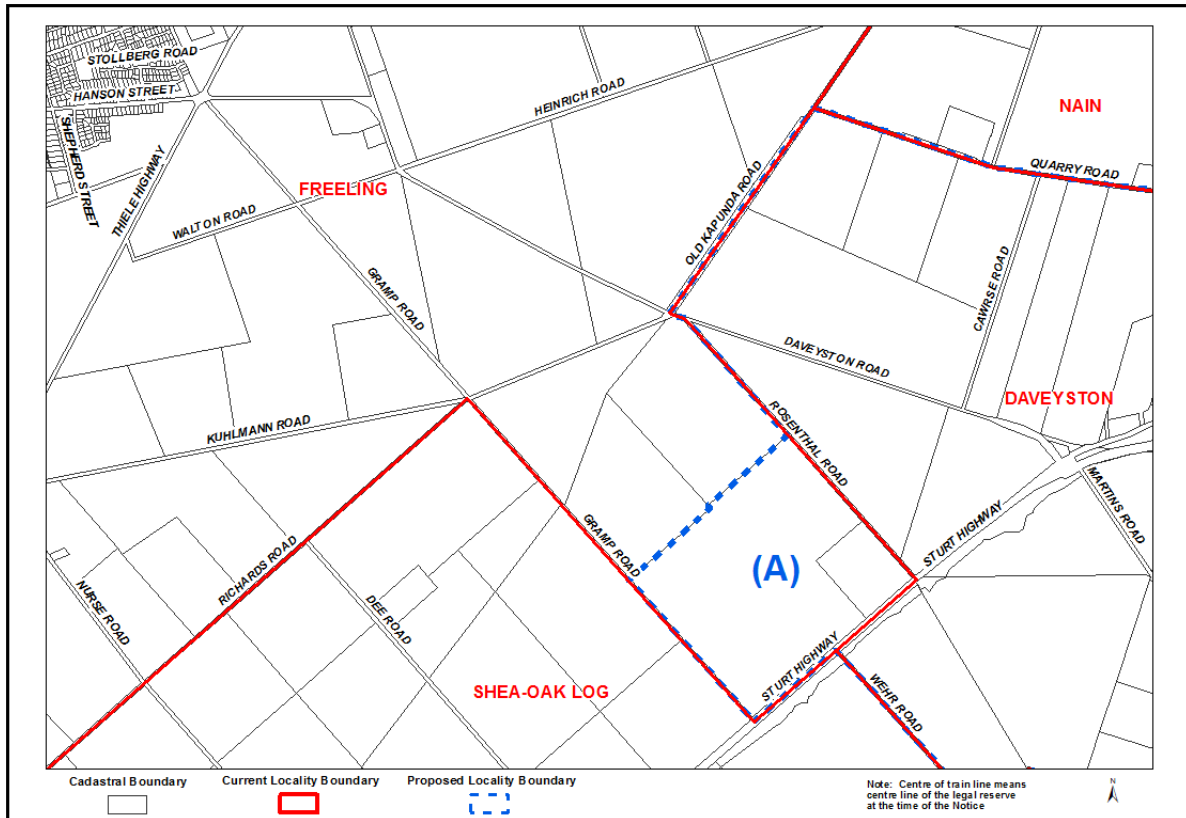 STOLLBERG ROAD
HANSON STREET
SHEPHERD STREET
THIELE HIGHWAY
HEINRICH ROAD
NAIN
QUARRY ROAD
FREELING
WALTON ROAD
OLD KAPUNDA ROAD
GRAMP ROAD
CAWRSE ROAD
DAVEYSTON ROAD
DAVEYSTON
KUHLMANN ROAD
ROSENTHAL ROAD
MARTINS ROAD
STURT HIGHWAY
GRAMP ROAD
(A)
RICHARDS ROAD
NURSE ROAD
DEE ROAD
STURT HIGHWAY
SHEA-OAK LOG
WEHR ROAD
Cadastral Boundary
Current Locality Boundary
Proposed Locality Boundary
Note: Centre of train line means
centre line of the legal reserve
at the time of the Notice
N